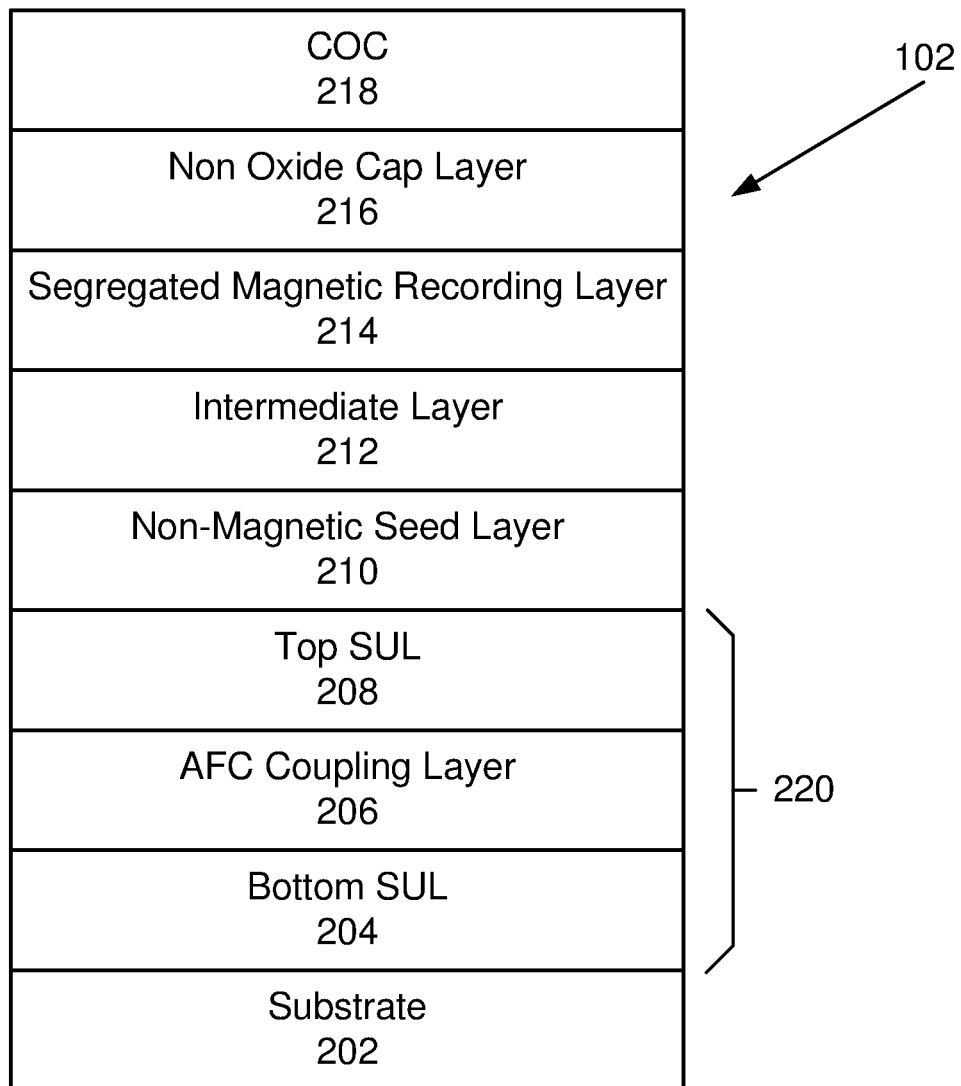 COC
218
102
Non Oxide Cap Layer
216
Segregated Magnetic Recording Layer
214
Intermediate Layer
212
Non-Magnetic Seed Layer
210
Top SUL
208
AFC Coupling Layer
206
220
Bottom SUL
204
Substrate
202